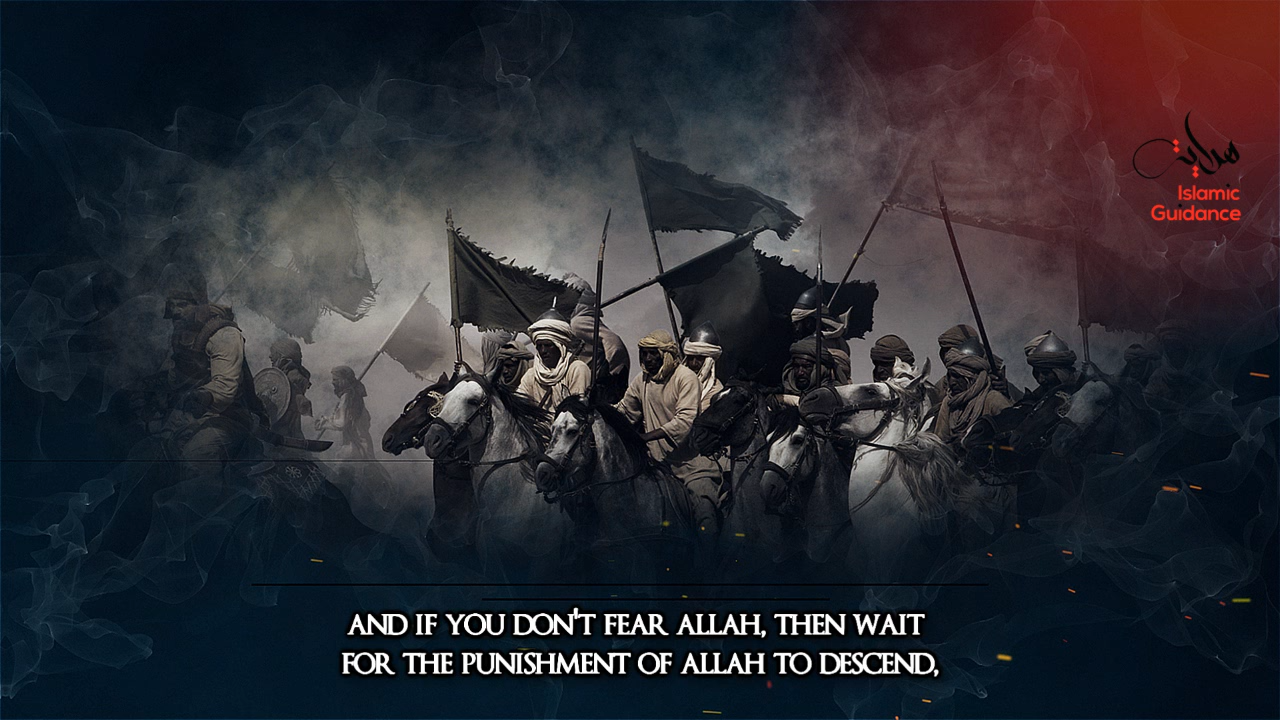 هداية
Islamic
Guidance
AND IF YOU DON'T FEAR ALLAH, THEN WAIT
FOR THE PUNISHMENT OF ALLAH TO DESCEND,